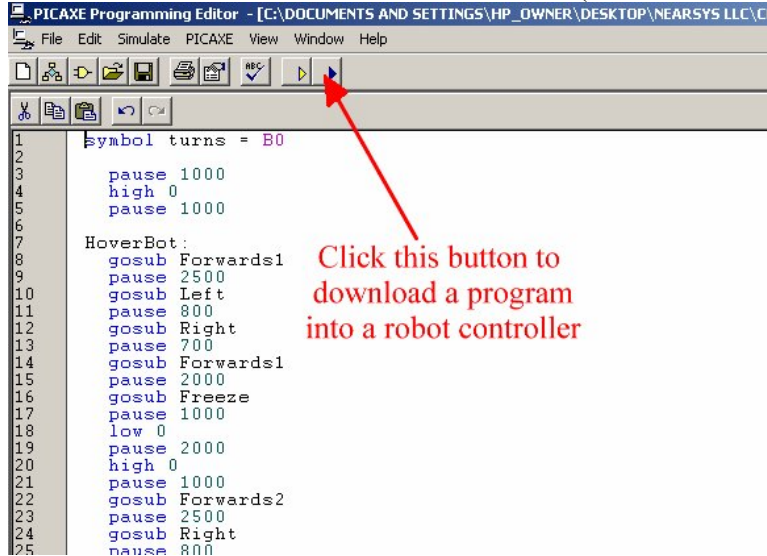 PICAXE Programming Editor - [C:\DOCUMENTS AND SETTINGS\HP_OWNER\DESKTOP\NEARSYS LLC\C
File Edit Simulate PICAXE View Window Help
ABC
1 symbol turns = B0
2
3 pause 1000
4 high 0
5 pause 1000
6
7 HoverBot:
8 gosub Forwards1
9 pause 2500
10 gosub Left
11 pause 800
12 gosub Right
13 pause 700
14 gosub Forwards1
15 pause 2000
16 gosub Freeze
17 pause 1000
18 low 0
19 pause 2000
20 high 0
21 pause 1000
22 gosub Forwards2
23 pause 2500
24 gosub Right
25 pause 800
Click this button to
download a program
into a robot controller